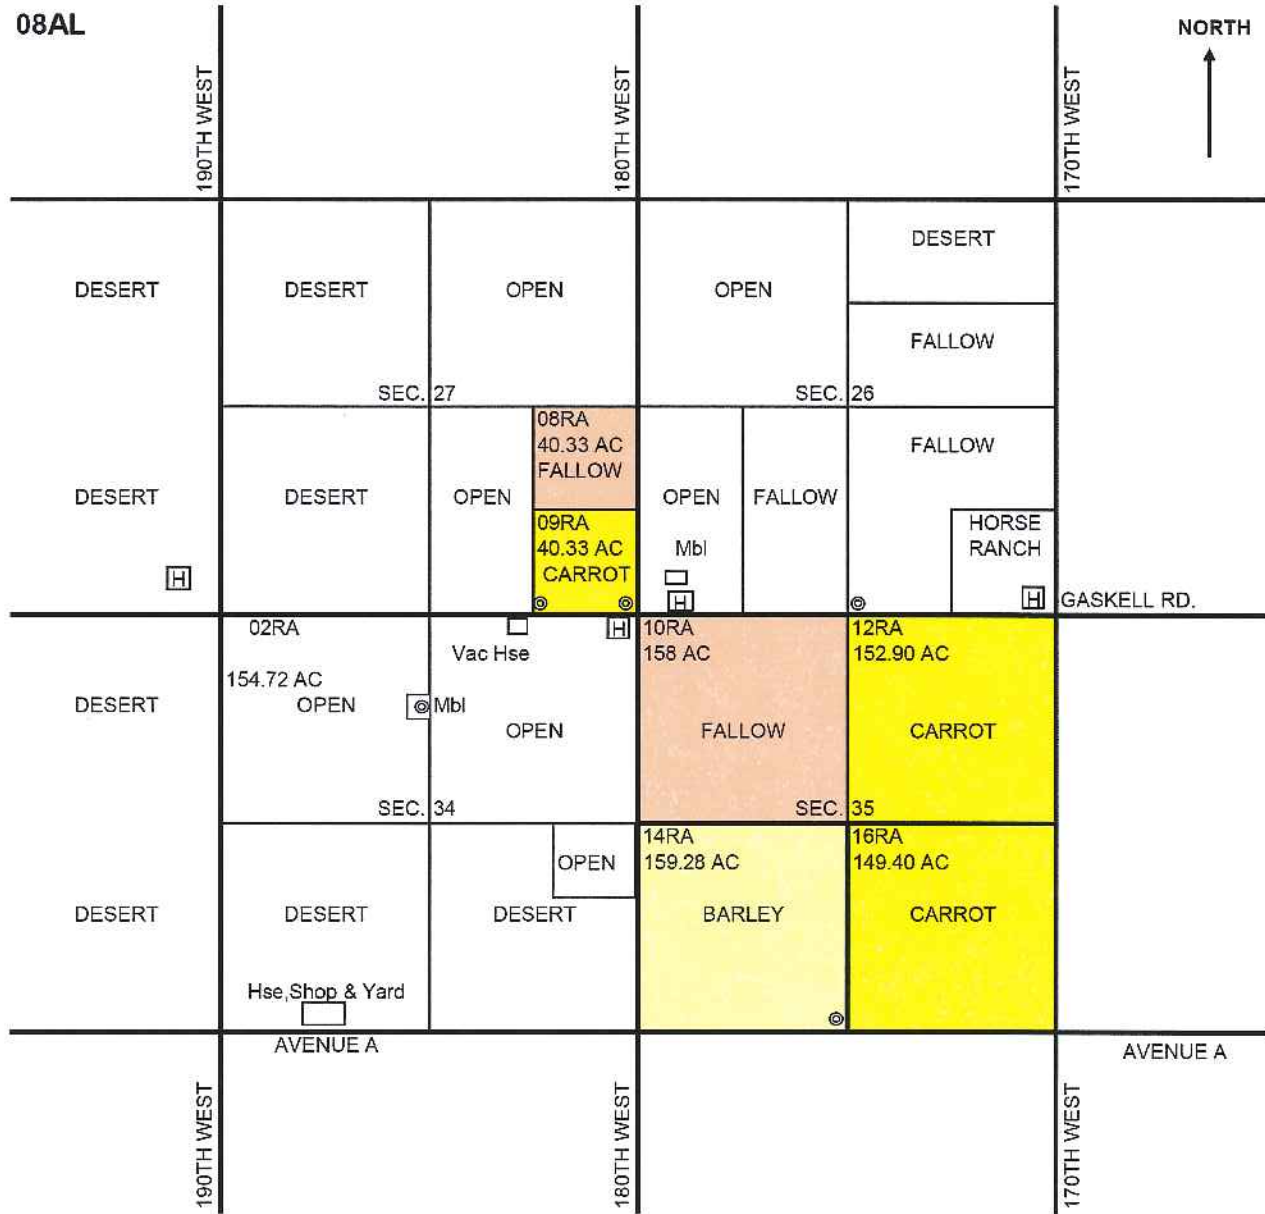 08AL
NORTH
190TH WEST
180TH WEST
170TH WEST
DESERT
DESERT
DESERT
OPEN
OPEN
FALLOW
SEC. 27
SEC. 26
08RA
40.33 AC
FALLOW
FALLOW
DESERT
DESERT
OPEN
OPEN
FALLOW
09RA
40.33 AC
CARROT
HORSE
RANCH
Mbl
H
H
H
GASKELL RD.
02RA
Vac Hse
H
10RA
158 AC
12RA
152.90 AC
154.72 AC
DESERT
OPEN
Mbl
OPEN
FALLOW
CARROT
SEC. 34
SEC. 35
14RA
159.28 AC
16RA
149.40 AC
OPEN
DESERT
DESERT
DESERT
BARLEY
CARROT
Hse,Shop & Yard
AVENUE A
AVENUE A
190TH WEST
180TH WEST
170TH WEST